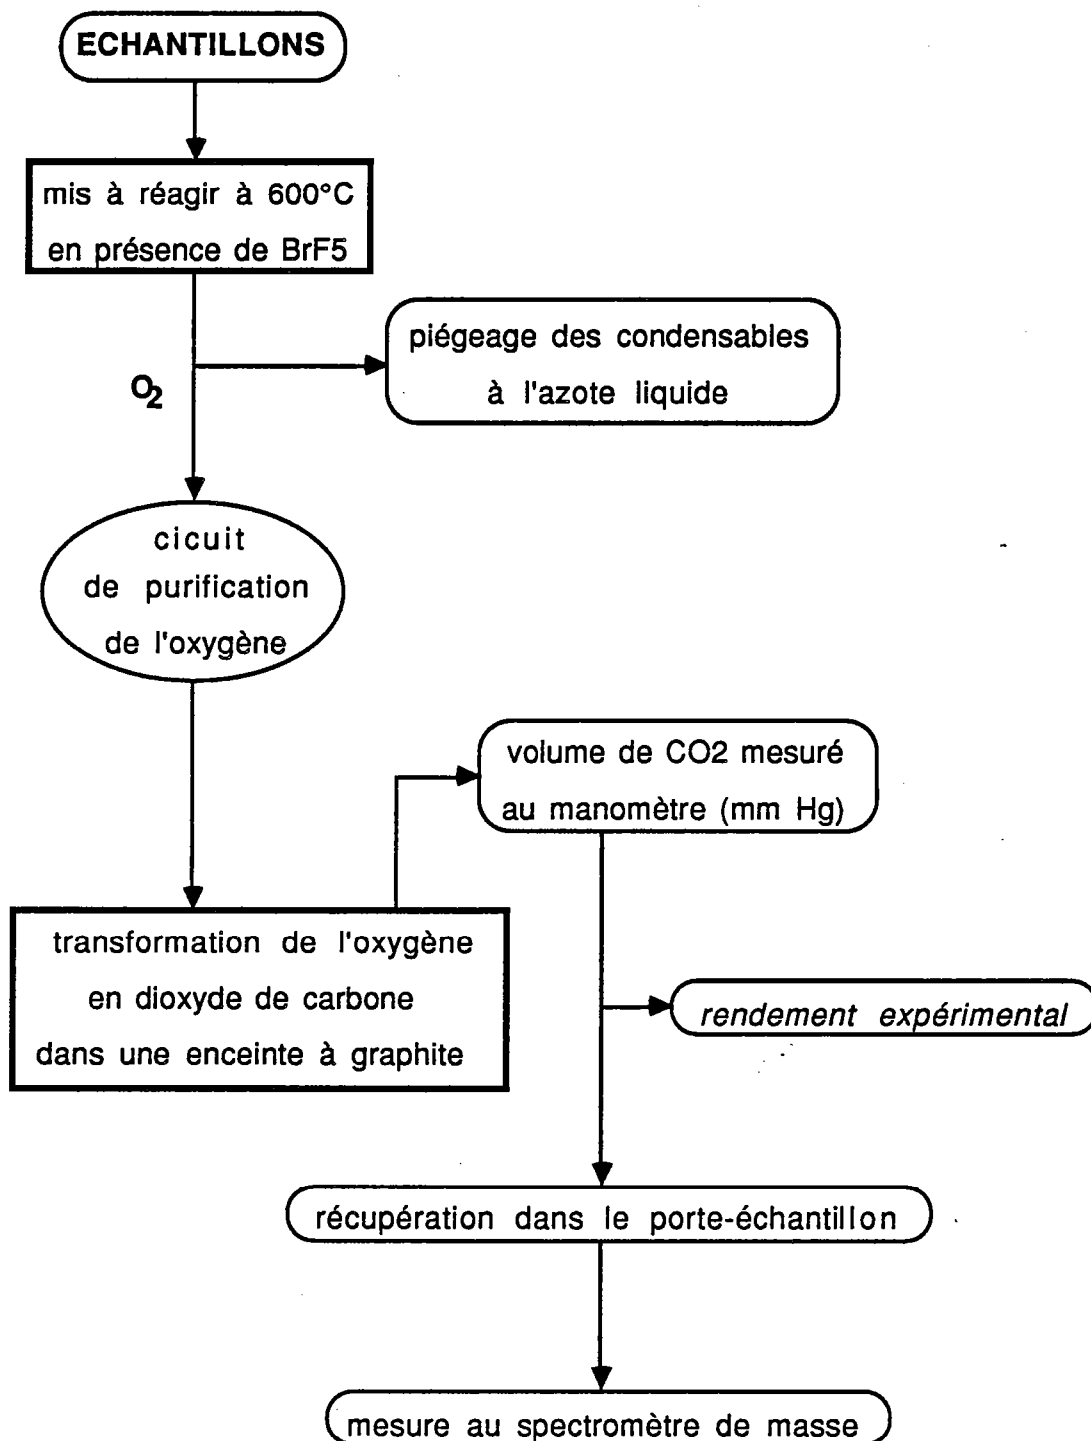 ECHANTILLONS
mis à réagir à 600°C
en présence de BrF5
piégeage des condensables
à l'azote liquide
O2
cicuit
de purification
de l'oxygène
volume de CO2 mesuré
au manomètre (mm Hg)
transformation de l'oxygène
en dioxyde de carbone
dans une enceinte à graphite
rendement expérimental
récupération dans le porte-échantillon
mesure au spectromètre de masse